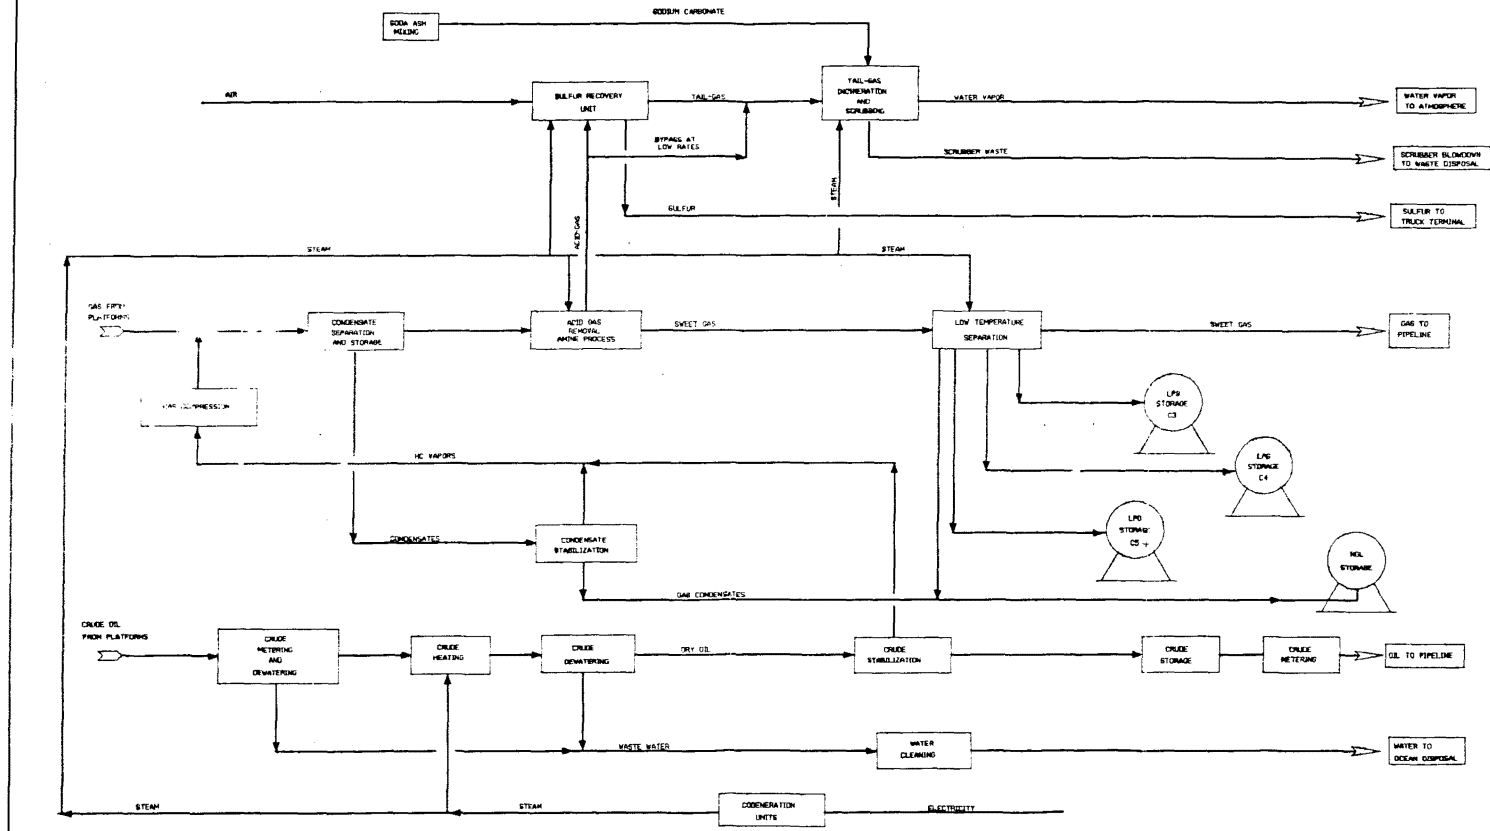 SODIUM CARBONATE
SODA ASH
MIXING
AIR
SULFUR RECOVERY
UNIT
TAIL-GAS
TAIL-GAS
INCINERATION
AND
SCRUBBING
WATER VAPOR
WATER VAPOR
TO ATMOSPHERE
BYPASS AT
LOW RATES
SCRUBBER WASTE
SCRUBBER BLOWDOWN
TO WASTE DISPOSAL
STEAM
SULFUR
SULFUR TO
TRUCK TERMINAL
ACID-GAS
STEAM
STEAM
GAS FROM
PLATFORMS
CONDENSATE
SEPARATION
AND STORAGE
ACID GAS
REMOVAL
AMINE PROCESS
SWEET GAS
LOW TEMPERATURE
SEPARATION
SWEET GAS
GAS TO
PIPELINE
GAS COMPRESSION
LPG
STORAGE
C3
HC VAPORS
LPG
STORAGE
C4
LPG
STORAGE
C5+
CONDENSATES
CONDENSATE
STABILIZATION
NGL
STORAGE
GAS CONDENSATES
CRUDE OIL
FROM PLATFORMS
CRUDE
METERING
AND
DEWATERING
CRUDE
HEATING
CRUDE
DEWATERING
DRY OIL
CRUDE
STABILIZATION
CRUDE
STORAGE
CRUDE
METERING
OIL TO PIPELINE
WASTE WATER
WATER
CLEANING
WATER TO
OCEAN DISPOSAL
STEAM
STEAM
COGENERATION
UNITS
ELECTRICITY